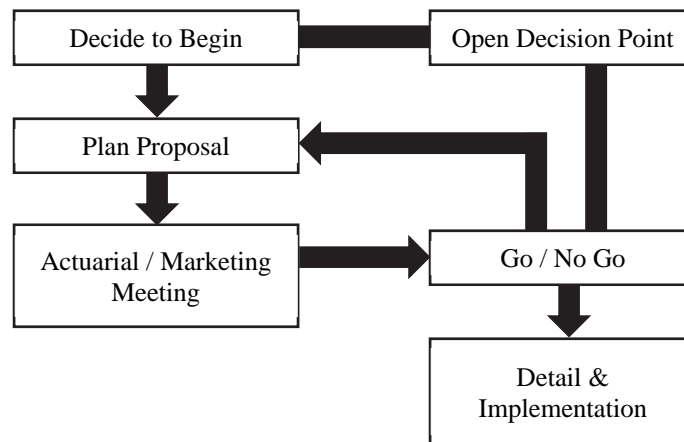 Decide to Begin
Open Decision Point
Plan Proposal
Actuarial / Marketing
Meeting
Go / No Go
Detail &
Implementation